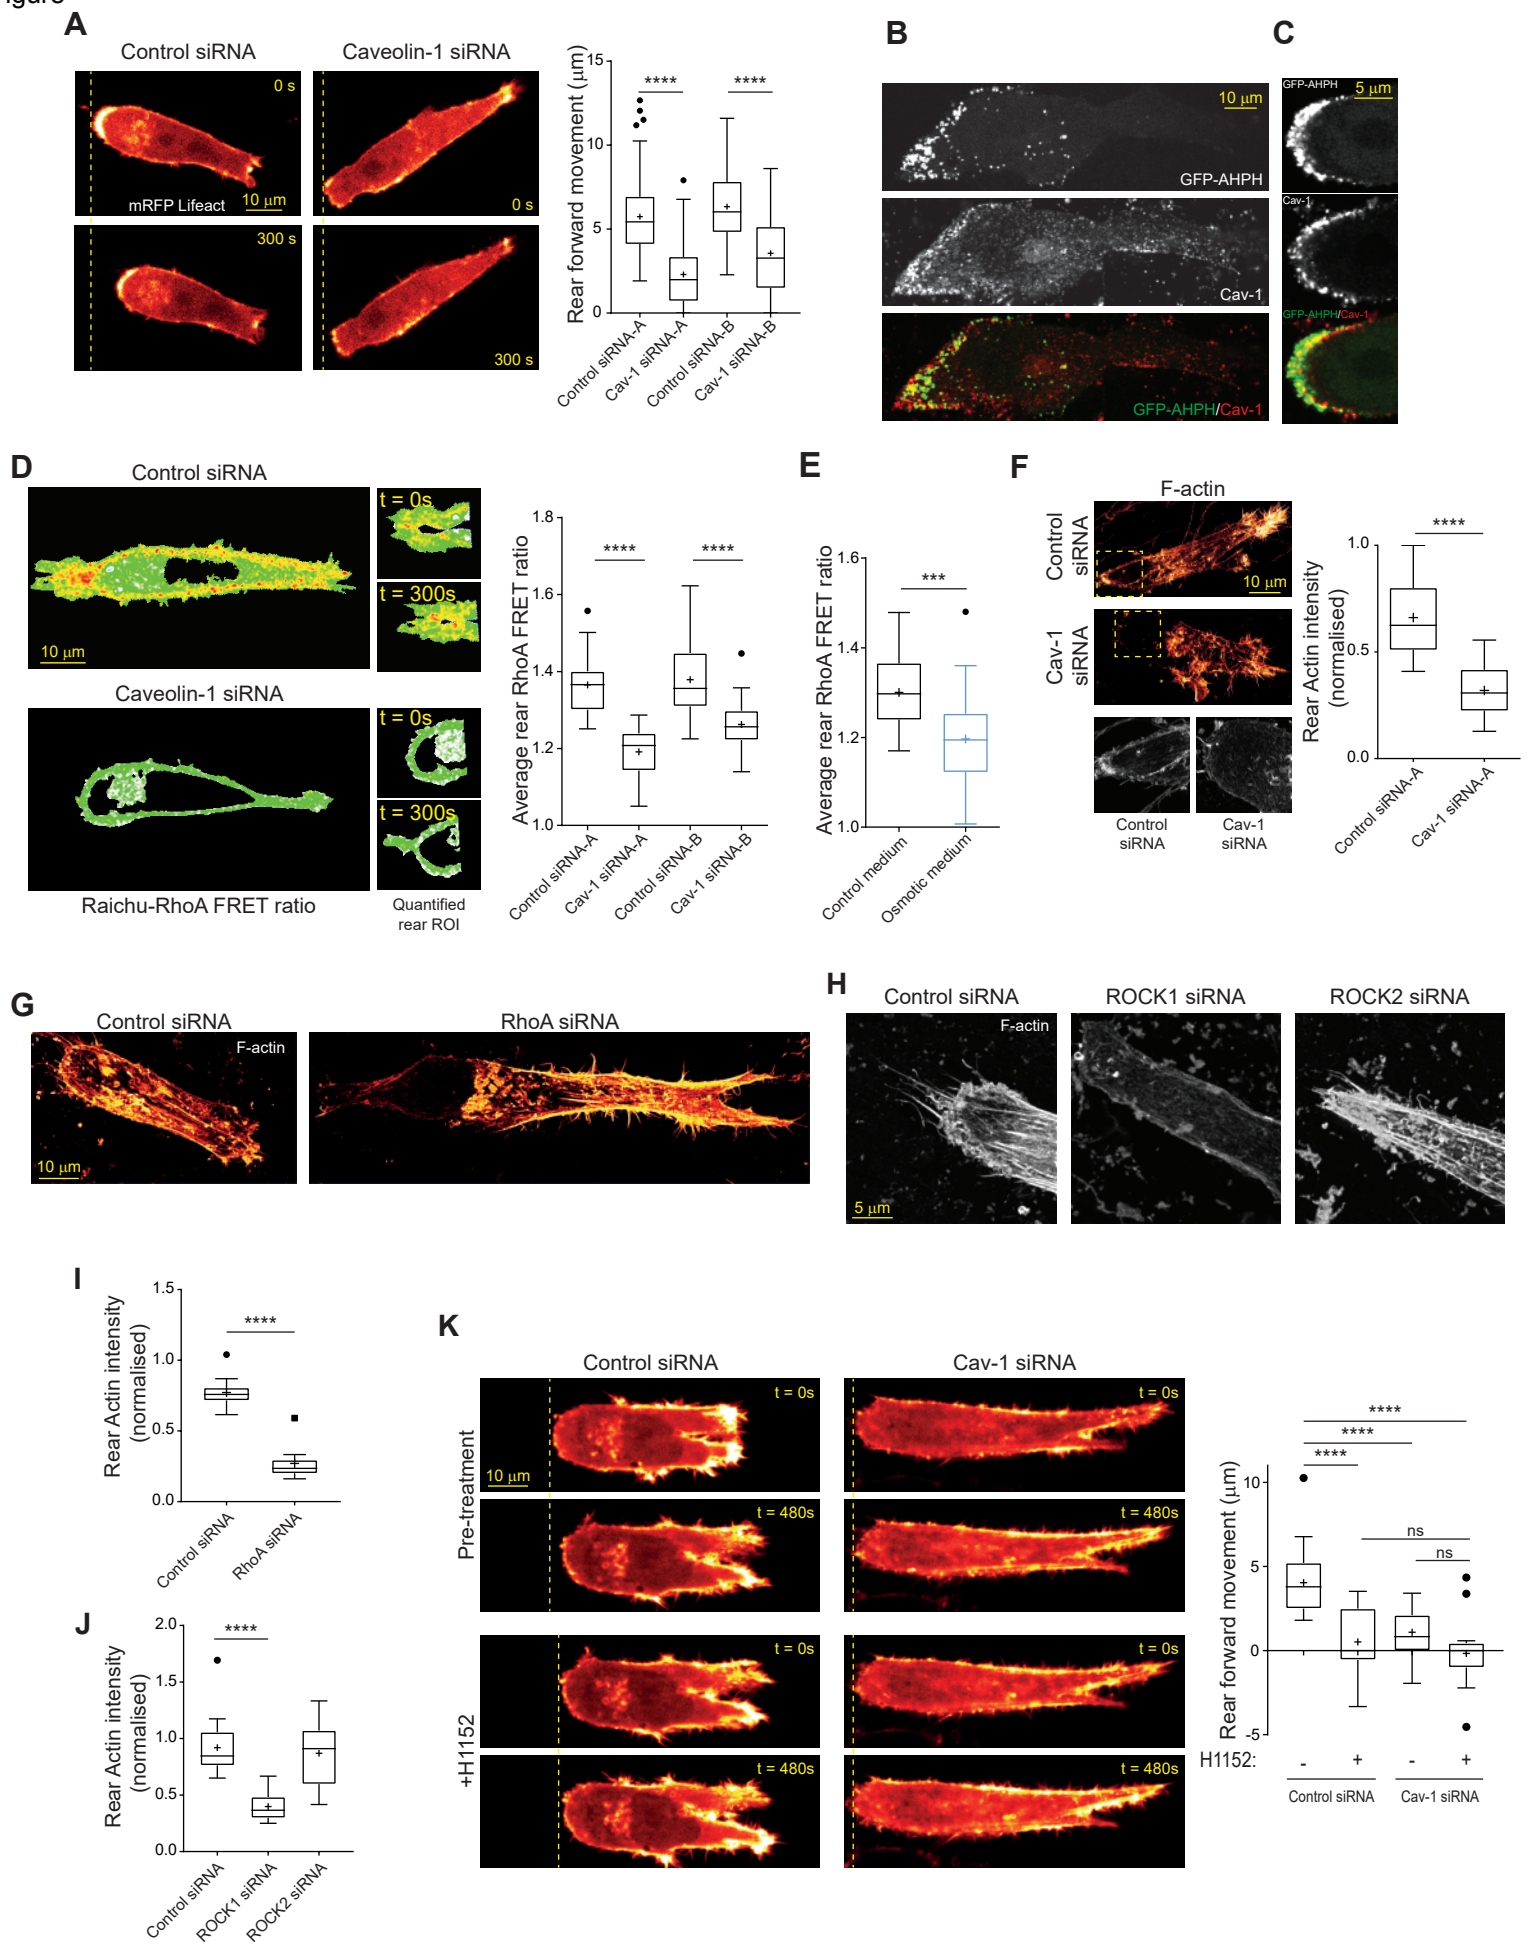 A
Control siRNA
Caveolin-1 siRNA
0 s
mRFP Lifeact
10 μm
0 s
300 s
300 s
Rear forward movement (μm)
15
10
5
0
****
****
Control siRNA-A
Cav-1 siRNA-A
Control siRNA-B
Cav-1 siRNA-B
B
10 μm
GFP-AHPH
Cav-1
GFP-AHPH/Cav-1
C
GFP-AHPH
5 μm
Cav-1
GFP-AHPH/Cav-1
D
Control siRNA
10 μm
t = 0s
t = 300s
Caveolin-1 siRNA
t = 0s
t = 300s
Raichu-RhoA FRET ratio
Quantified
rear ROI
Average rear RhoA FRET ratio
1.8
1.6
1.4
1.2
1.0
****
****
Control siRNA-A
Cav-1 siRNA-A
Control siRNA-B
Cav-1 siRNA-B
E
Average rear RhoA FRET ratio
1.6
1.4
1.2
1.0
***
Control medium
Osmotic medium
F
F-actin
Control
siRNA
10 μm
Cav-1
siRNA
Control
siRNA
Cav-1
siRNA
Rear Actin intensity
(normalised)
1.0
0.5
0.0
****
Control siRNA-A
Cav-1 siRNA-A
G
Control siRNA
F-actin
10 μm
RhoA siRNA
H
Control siRNA
F-actin
5 μm
ROCK1 siRNA
ROCK2 siRNA
I
Rear Actin intensity
(normalised)
1.5
1.0
0.5
0.0
****
Control siRNA
RhoA siRNA
J
Rear Actin intensity
(normalised)
2.0
1.5
1.0
0.5
0.0
****
Control siRNA
ROCK1 siRNA
ROCK2 siRNA
K
Control siRNA
Cav-1 siRNA
Pre-treatment
t = 0s
10 μm
t = 0s
t = 480s
t = 480s
+H1152
t = 0s
t = 0s
t = 480s
t = 480s
Rear forward movement (μm)
10
5
0
-5
****
****
****
ns
ns
H1152:
- + - +
Control siRNA
Cav-1 siRNA